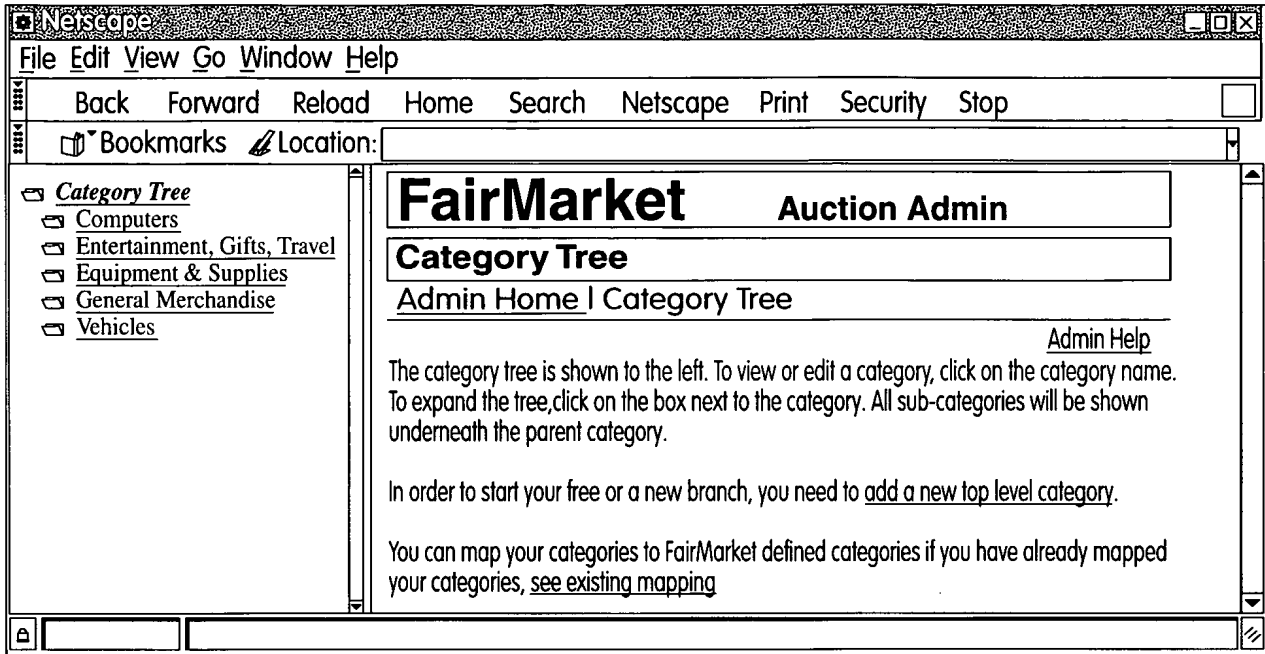 Netscape
File Edit View Go Window Help
Back Forward Reload Home Search Netscape Print Security Stop
Bookmarks Location:
Category Tree
Computers
Entertainment, Gifts, Travel
Equipment & Supplies
General Merchandise
Vehicles
FairMarket Auction Admin
Category Tree
Admin Home | Category Tree
Admin Help
The category tree is shown to the left. To view or edit a category, click on the category name.
To expand the tree,click on the box next to the category. All sub-categories will be shown
underneath the parent category.
In order to start your free or a new branch, you need to add a new top level category.
You can map your categories to FairMarket defined categories if you have already mapped
your categories, see existing mapping